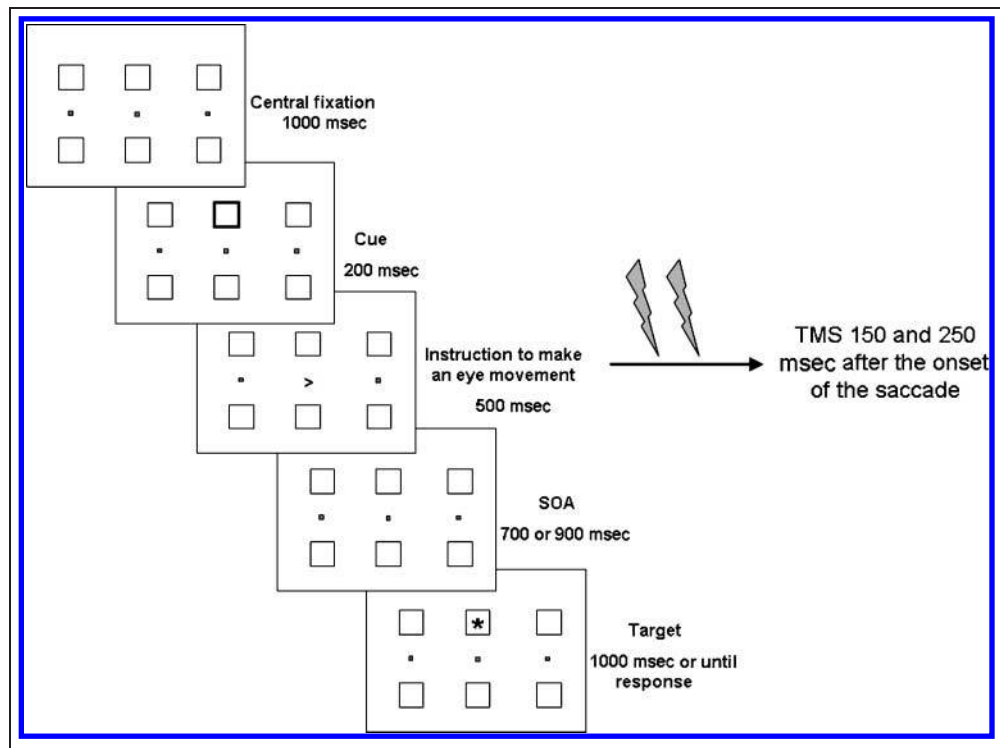 Central fixation
1000 msec
Cue
200 msec
Instruction to make
an eye movement
500 msec
>
TMS 150 and 250
msec after the onset
of the saccade
SOA
700 or 900 msec
*
Target
1000 msec or until
response